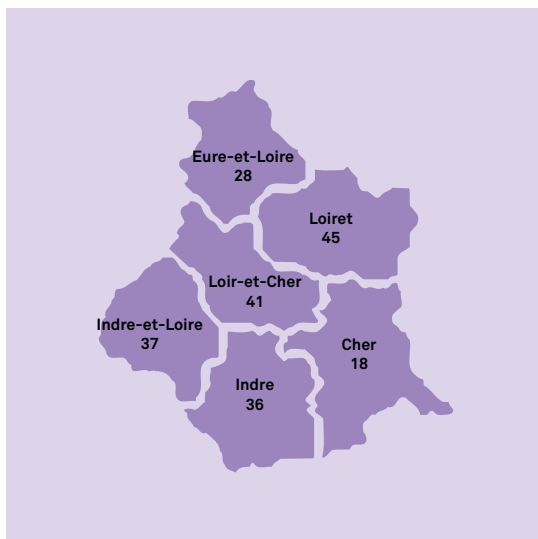 Eure-et-Loire
28
Loiret
45
Loir-et-Cher
41
Indre-et-Loire
37
Cher
18
Indre
36